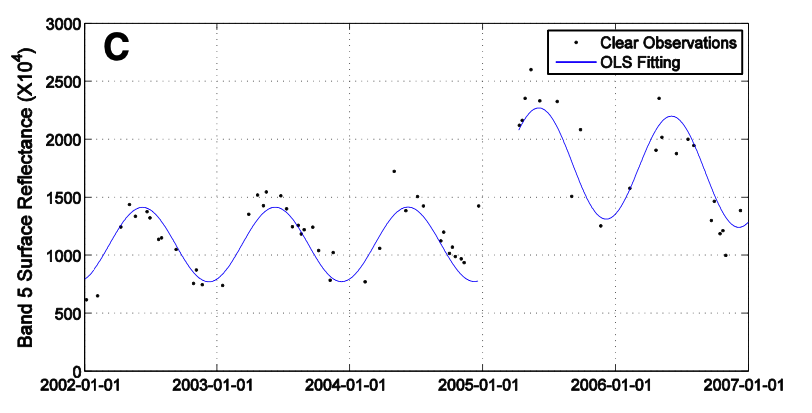 C
Clear Observations
OLS Fitting
Band 5 Surface Reflectance (X10⁴)
3000
2500
2000
1500
1000
500
0
2002-01-01 2003-01-01 2004-01-01 2005-01-01 2006-01-01 2007-01-01